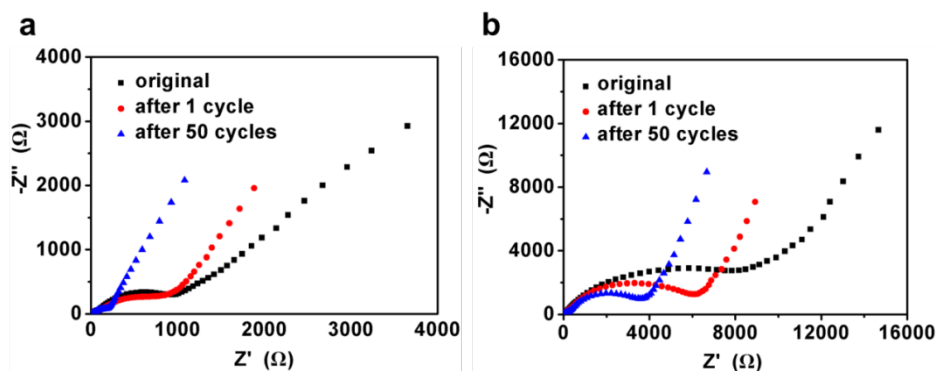 a
4000
3000
2000
1000
0
-Z'' (Ω)
original
after 1 cycle
after 50 cycles
0 1000 2000 3000 4000
Z' (Ω)
b
16000
12000
8000
4000
0
-Z'' (Ω)
original
after 1 cycle
after 50 cycles
0 4000 8000 12000 16000
Z' (Ω)